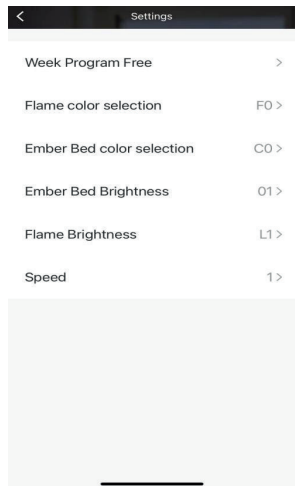 Settings
Week Program Free >
Flame color selection F0 >
Ember Bed color selection C0 >
Ember Bed Brightness 01 >
Flame Brightness L1 >
Speed 1 >